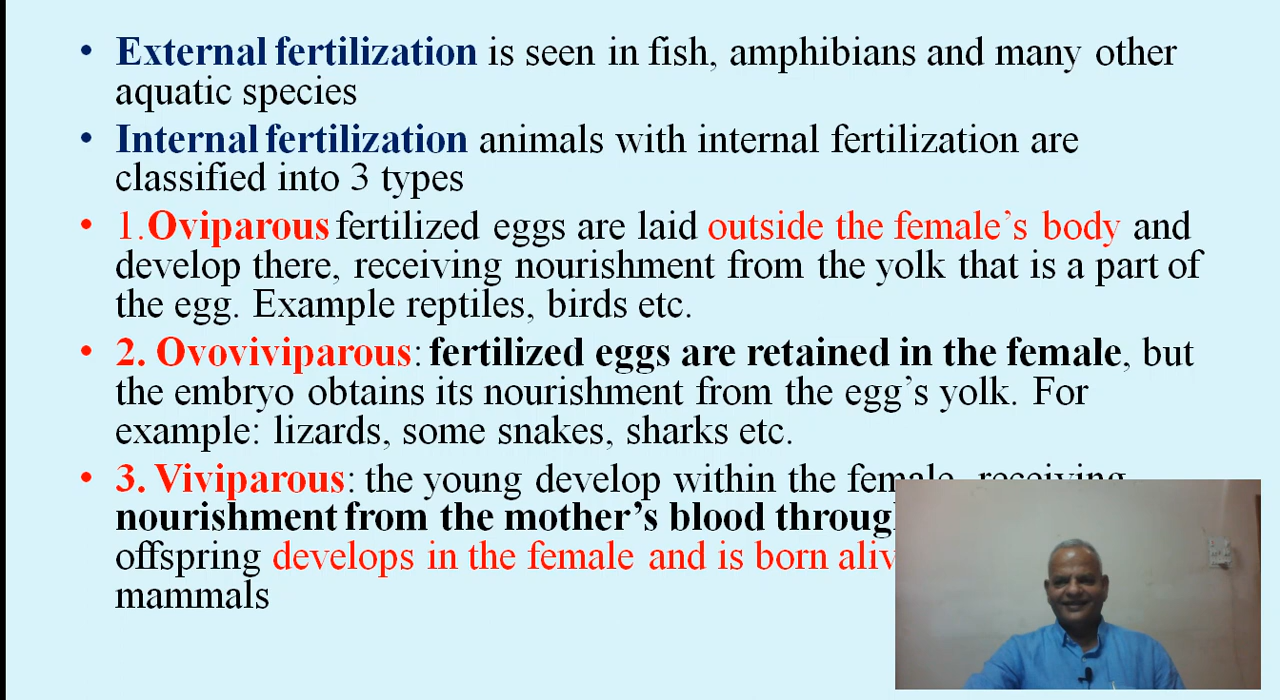 • External fertilization is seen in fish, amphibians and many other
aquatic species
• Internal fertilization animals with internal fertilization are
classified into 3 types
• 1.Oviparous fertilized eggs are laid outside the female’s body and
develop there, receiving nourishment from the yolk that is a part of
the egg. Example reptiles, birds etc.
• 2. Ovoviviparous: fertilized eggs are retained in the female, but
the embryo obtains its nourishment from the egg’s yolk. For
example: lizards, some snakes, sharks etc.
• 3. Viviparous: the young develop within the female, receiving
nourishment from the mother’s blood
offspring develops in the female and is born
mammals